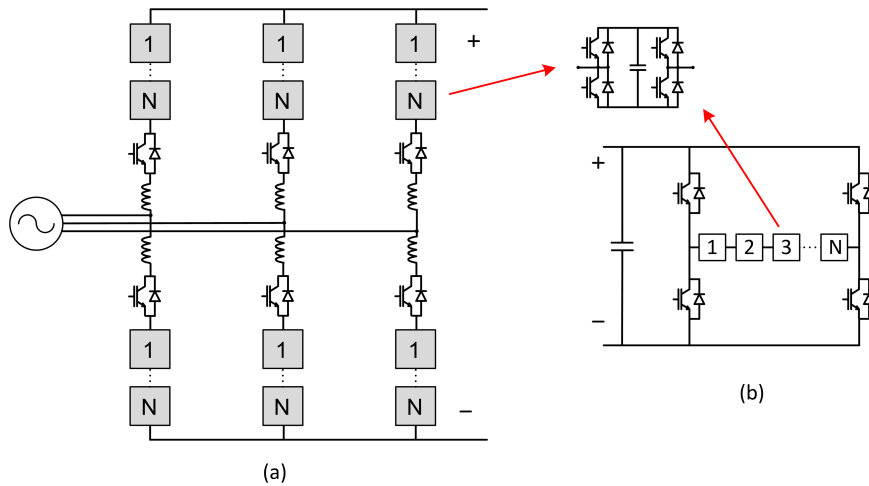 1 1 1 +
N N N
+
1 2 3 ... N
1 1 1
−
N N N −
(b)
(a)